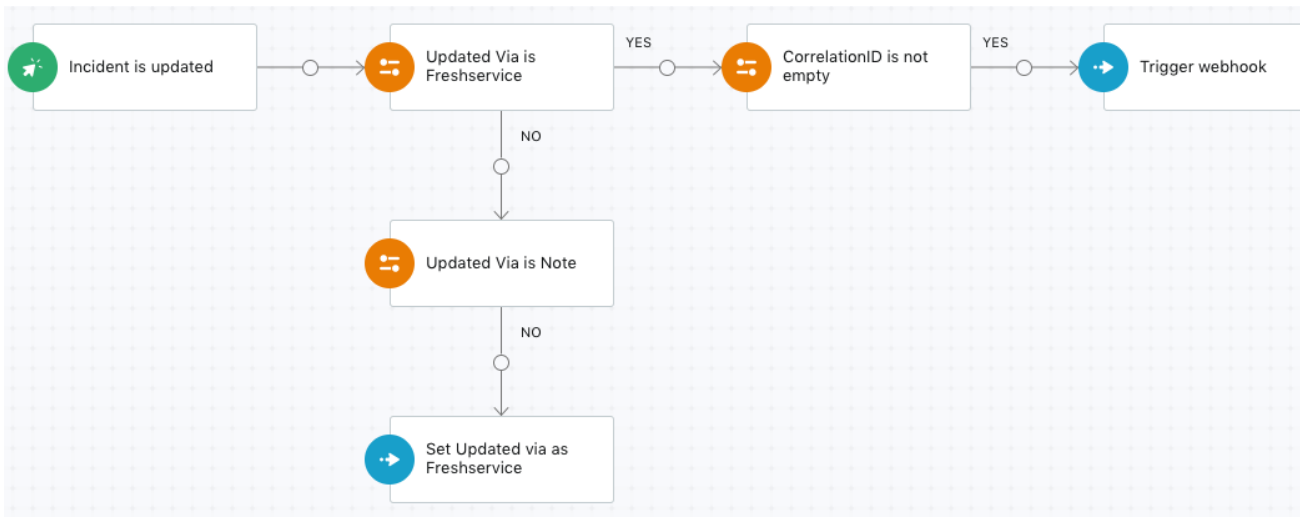 Incident is updated
Updated Via is
Freshservice
YES
CorrelationID is not
empty
YES
Trigger webhook
NO
Updated Via is Note
NO
Set Updated via as
Freshservice